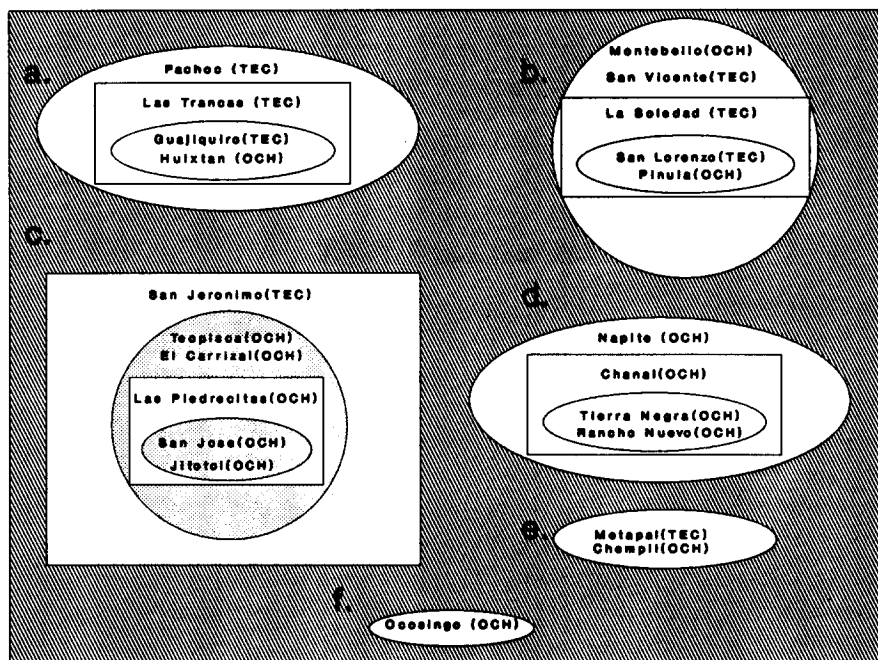 a.
Pachoc (TEC)
Las Trancas (TEC)
Guajiquiro(TEC)
Huixtan (OCH)
b.
Montebello(OCH)
San Vicente(TEC)
La Soledad (TEC)
San Lorenzo(TEC)
Pinula(OCH)
c.
San Jeronimo(TEC)
Teopisca(OCH)
El Carrizal(OCH)
Las Piedrecitas(OCH)
San Jose(OCH)
Jitotol(OCH)
d.
Napite (OCH)
Chanal(OCH)
Tierra Negra(OCH)
Rancho Nuevo(OCH)
e.
Matapal(TEC)
Chempil(OCH)
f.
Ocosingo (OCH)